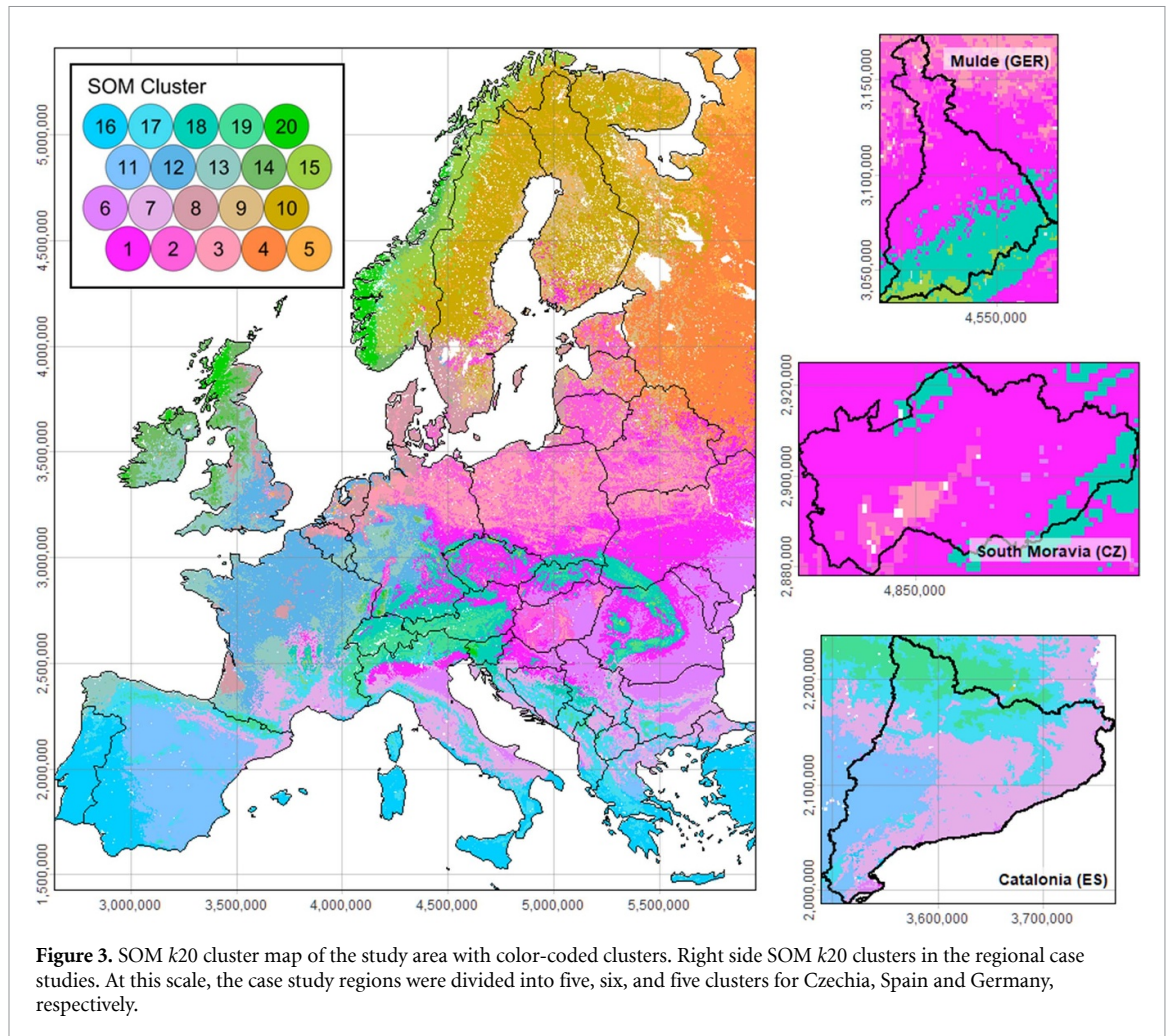 SOM Cluster
16 17 18 19 20
11 12 13 14 15
6 7 8 9 10
1 2 3 4 5
5,000,000
4,500,000
4,000,000
3,500,000
3,000,000
2,500,000
2,000,000
1,500,000
3,000,000 3,500,000 4,000,000 4,500,000 5,000,000 5,500,000
Mulde (GER)
3,150,000
3,100,000
3,050,000
4,550,000
2,920,000
2,900,000
2,880,000
South Moravia (CZ)
4,850,000
2,200,000
2,100,000
2,000,000
Catalonia (ES)
3,600,000 3,700,000
Figure 3. SOM k20 cluster map of the study area with color-coded clusters. Right side SOM k20 clusters in the regional case
studies. At this scale, the case study regions were divided into five, six, and five clusters for Czechia, Spain and Germany,
respectively.